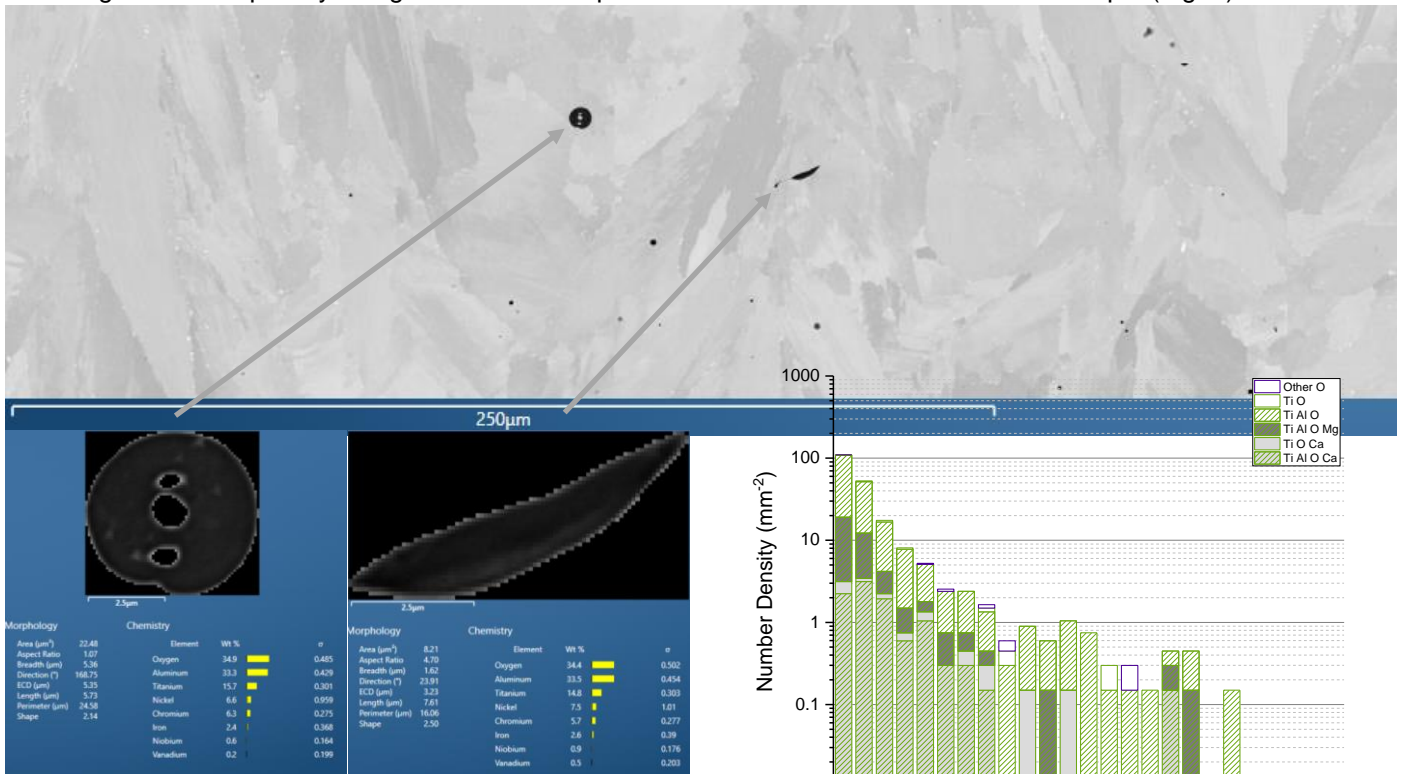 250μm
2.5μm
Morphology
Area (μm²) 22.48
Aspect Ratio 1.07
Breadth (μm) 5.36
Direction (°) 168.75
ECD (μm) 5.35
Length (μm) 5.73
Perimeter (μm) 24.58
Shape 2.14
Chemistry
Element Wt % σ
Oxygen 34.9 0.485
Aluminum 33.3 0.429
Titanium 15.7 0.301
Nickel 6.6 0.959
Chromium 6.3 0.275
Iron 2.4 0.368
Niobium 0.6 0.164
Vanadium 0.2 0.199
2.5μm
Morphology
Area (μm²) 8.21
Aspect Ratio 4.70
Breadth (μm) 1.62
Direction (°) 23.91
ECD (μm) 3.23
Length (μm) 7.61
Perimeter (μm) 16.06
Shape 2.50
Chemistry
Element Wt % σ
Oxygen 34.4 0.502
Aluminum 33.5 0.454
Titanium 14.8 0.303
Nickel 7.5 1.01
Chromium 5.7 0.277
Iron 2.6 0.39
Niobium 0.9 0.176
Vanadium 0.5 0.203
Number Density (mm⁻²)
1000
100
10
1
0.1
Other O
Ti O
Ti Al O
Ti Al O Mg
Ti O Ca
Ti Al O Ca